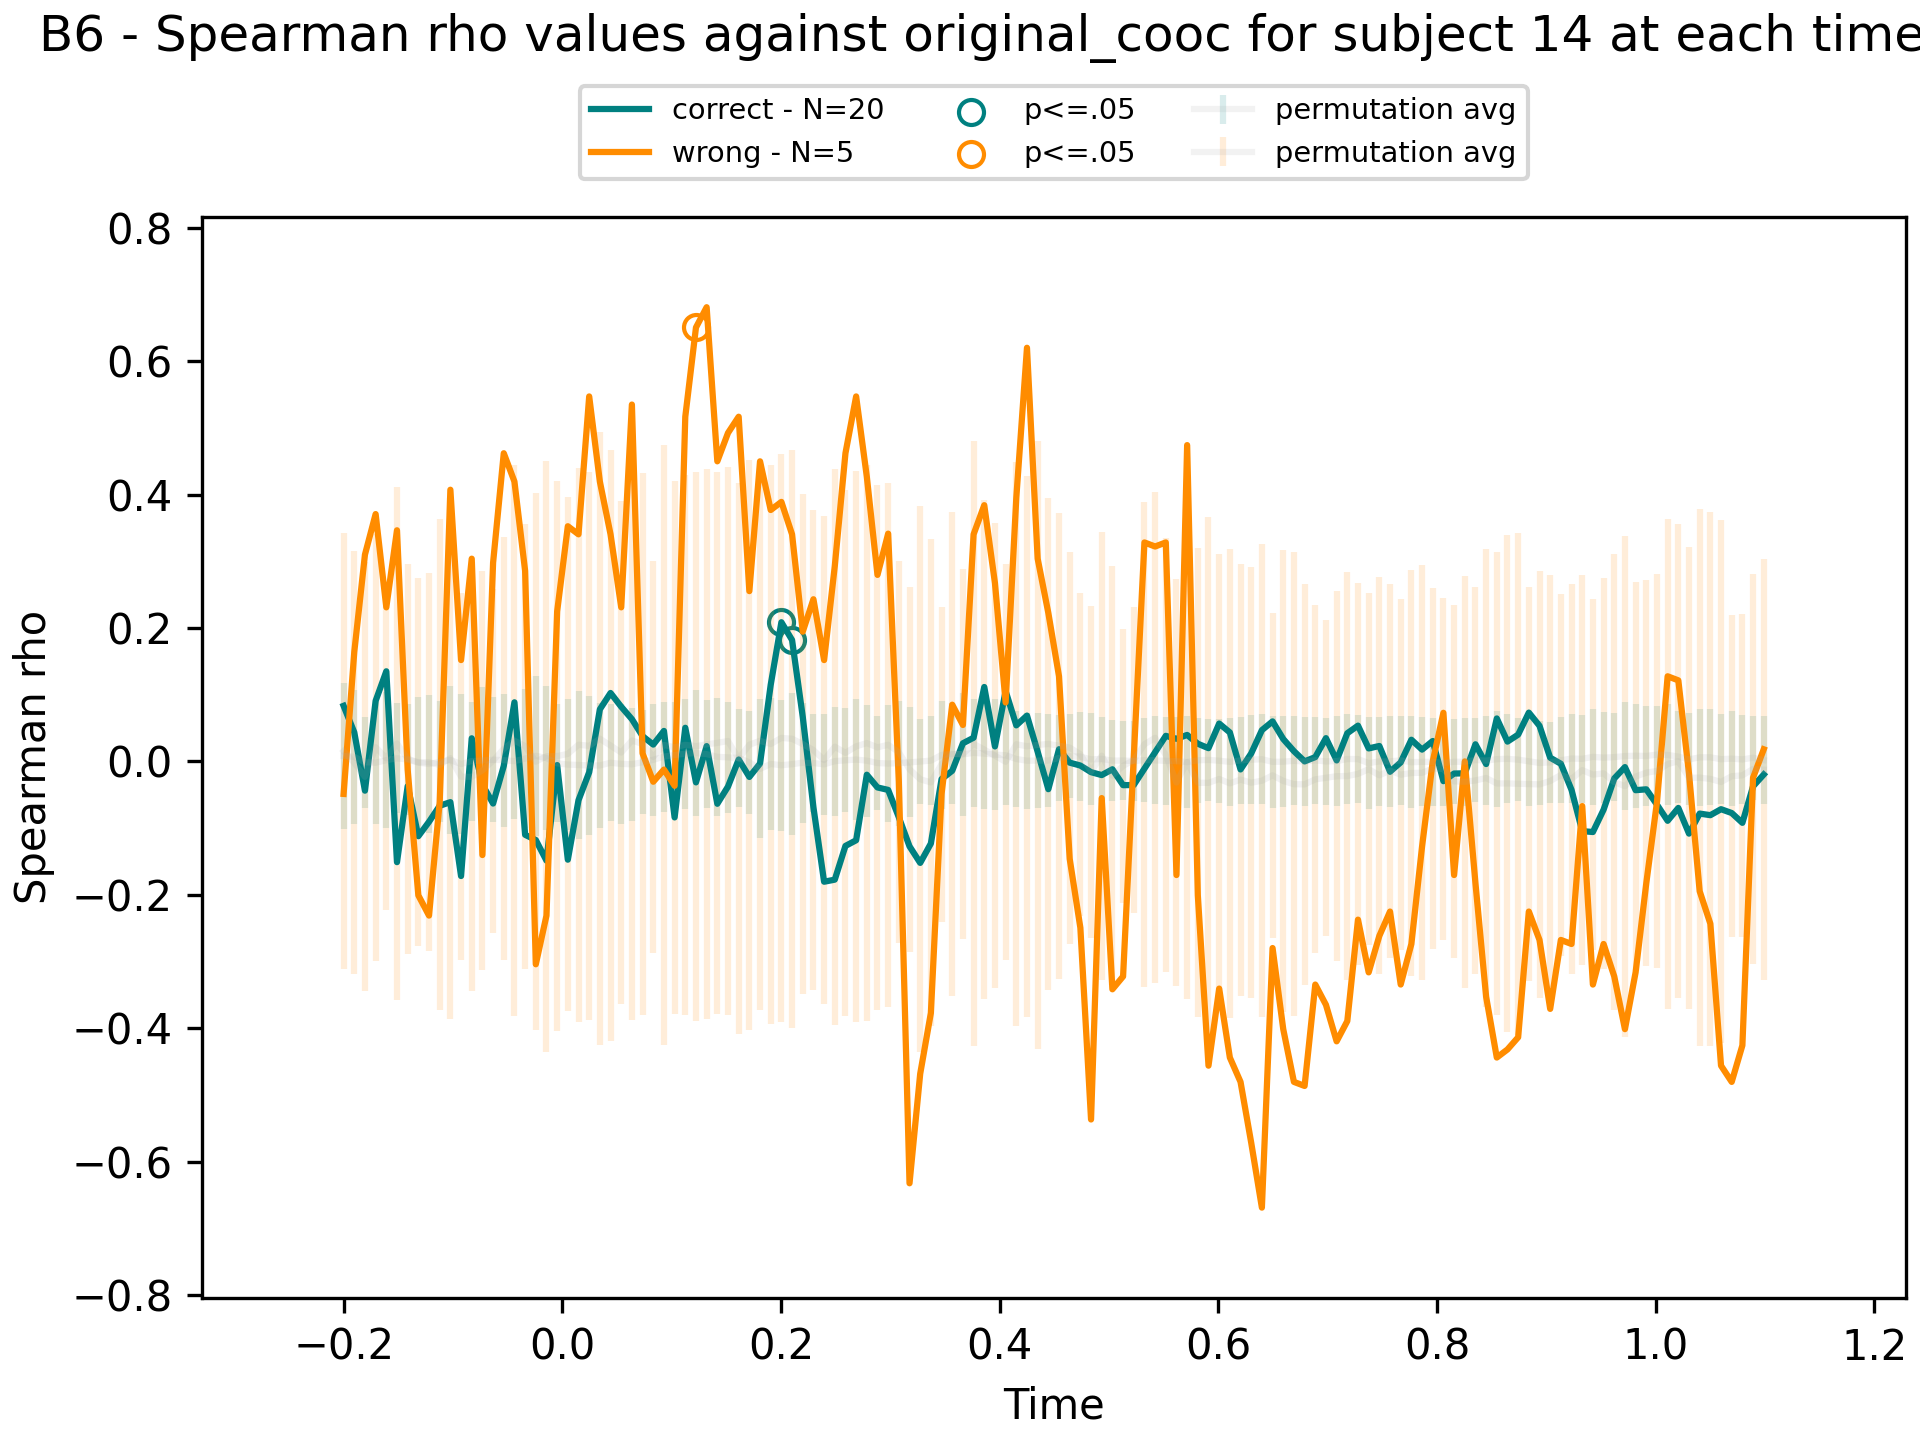 B6 - Spearman rho values against original_cooc for subject 14 at each time
correct - N=20
wrong - N=5
p<=.05
p<=.05
permutation avg
permutation avg
Spearman rho
0.8
0.6
0.4
0.2
0.0
−0.2
−0.4
−0.6
−0.8
−0.2
0.0
0.2
0.4
0.6
0.8
1.0
1.2
Time